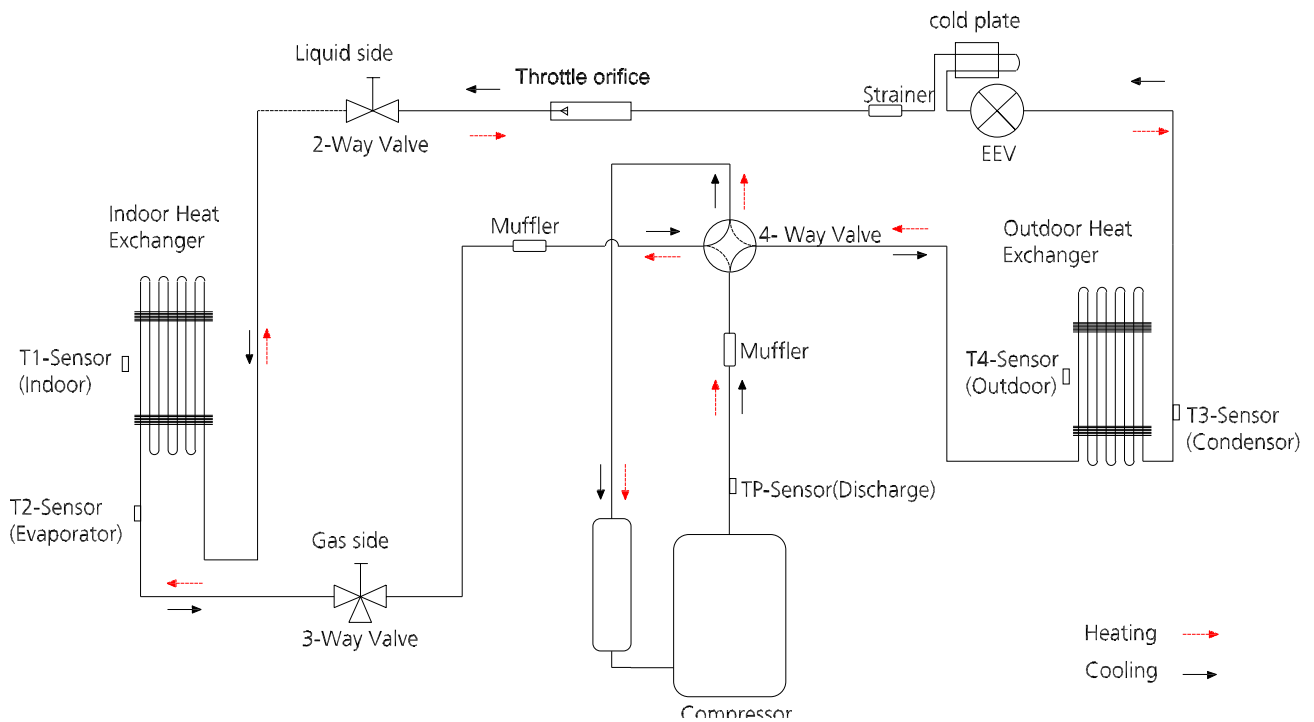 cold plate
Liquid side
Throttle orifice
Strainer
2-Way Valve
EEV
Indoor Heat
Exchanger
Muffler
4- Way Valve
Outdoor Heat
Exchanger
T1-Sensor
(Indoor)
Muffler
T4-Sensor
(Outdoor)
T3-Sensor
(Condensor)
T2-Sensor
(Evaporator)
TP-Sensor(Discharge)
Gas side
3-Way Valve
Heating
Cooling
Compressor